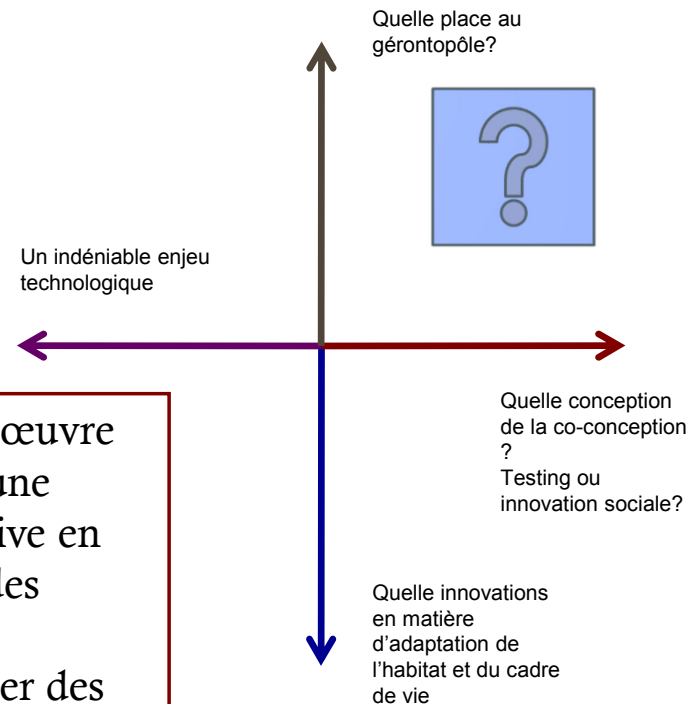 Quelle place au
gérontopôle?
?
Un indéniable enjeu
technologique
Quelle conception
de la co-conception
?
Testing ou
innovation sociale?
œuvre
une
ive en
des
er des
Quelle innovations
en matière
d'adaptation de
l'habitat et du cadre
de vie